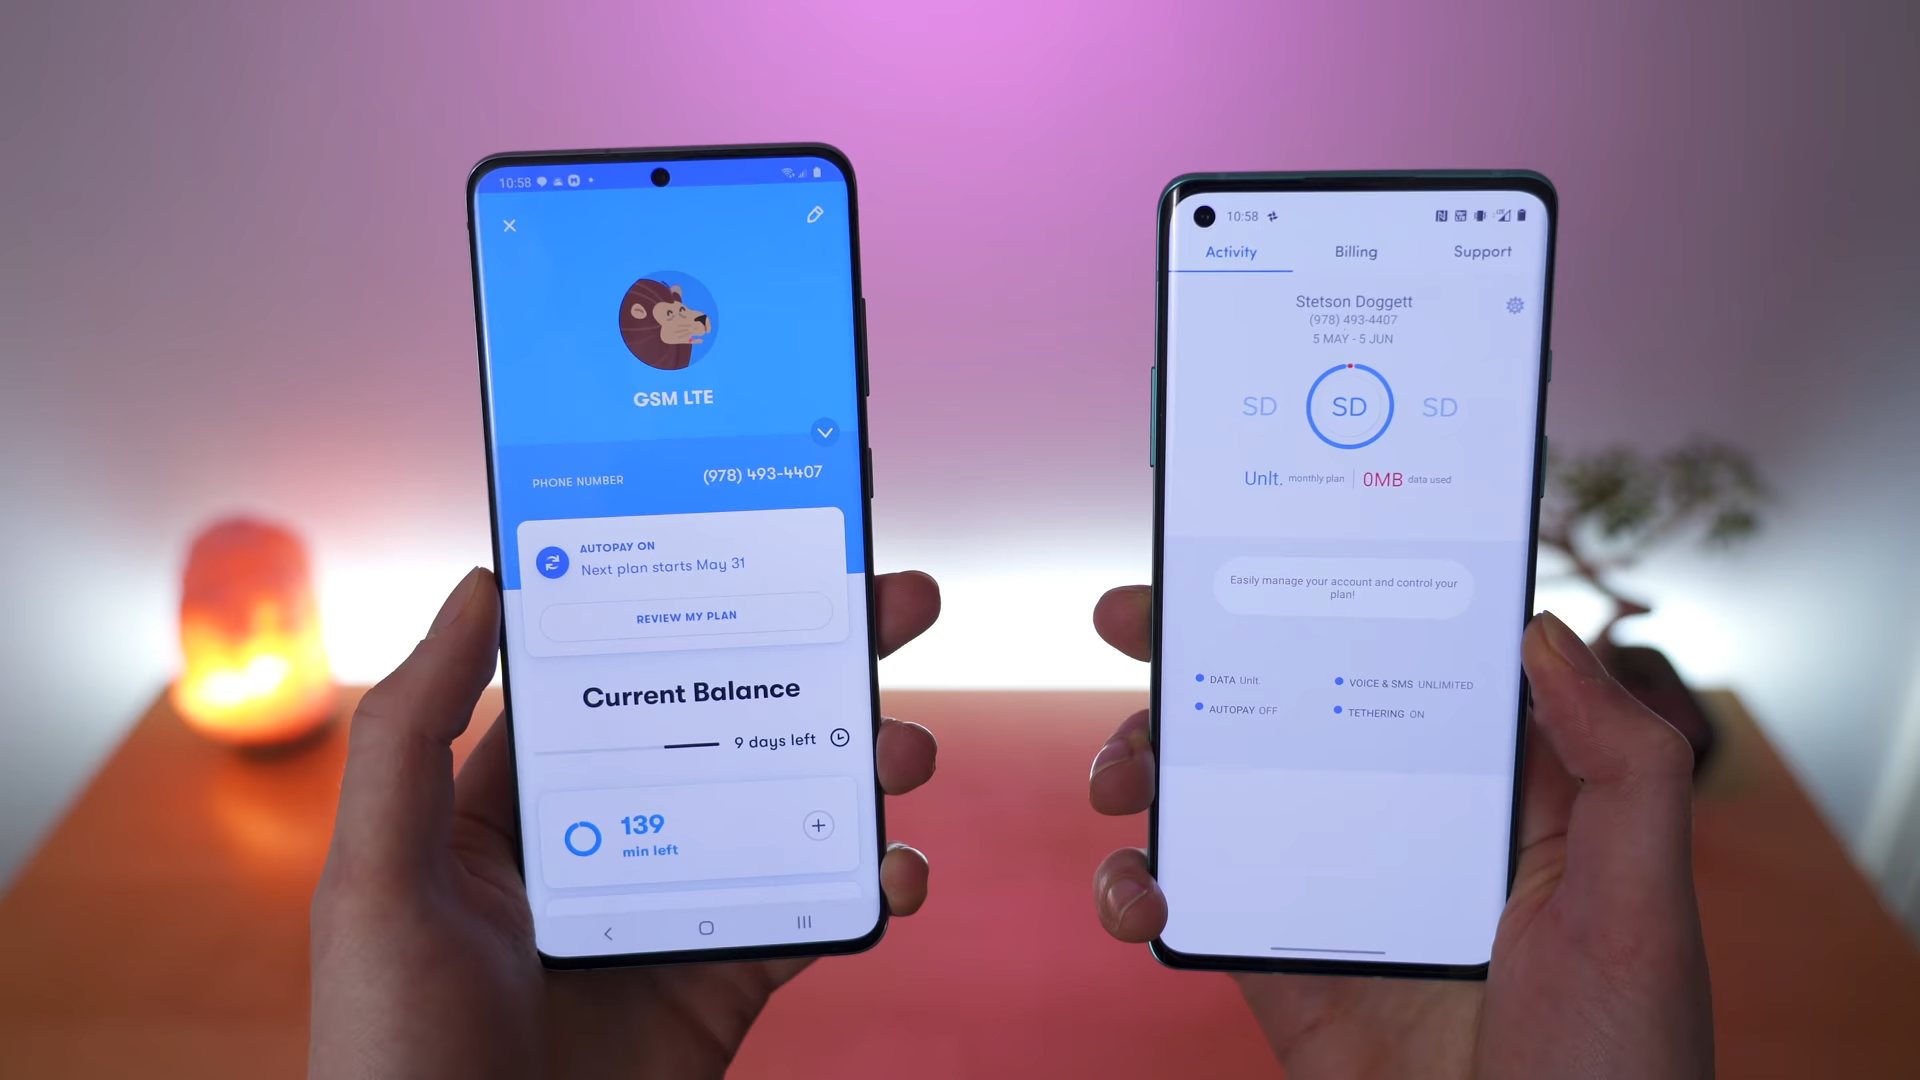 10:58
GSM LTE
PHONE NUMBER (978) 493-4407
AUTOPAY ON
Next plan starts May 31
REVIEW MY PLAN
Current Balance
9 days left
139
min left
10:58
Activity Billing Support
Stetson Doggett
(978) 493-4407
5 MAY - 5 JUN
SD SD SD
Unlt. monthly plan 0MB data used
Easily manage your account and control your
plan!
DATA Unlt. VOICE & SMS UNLIMITED
AUTOPAY OFF TETHERING ON